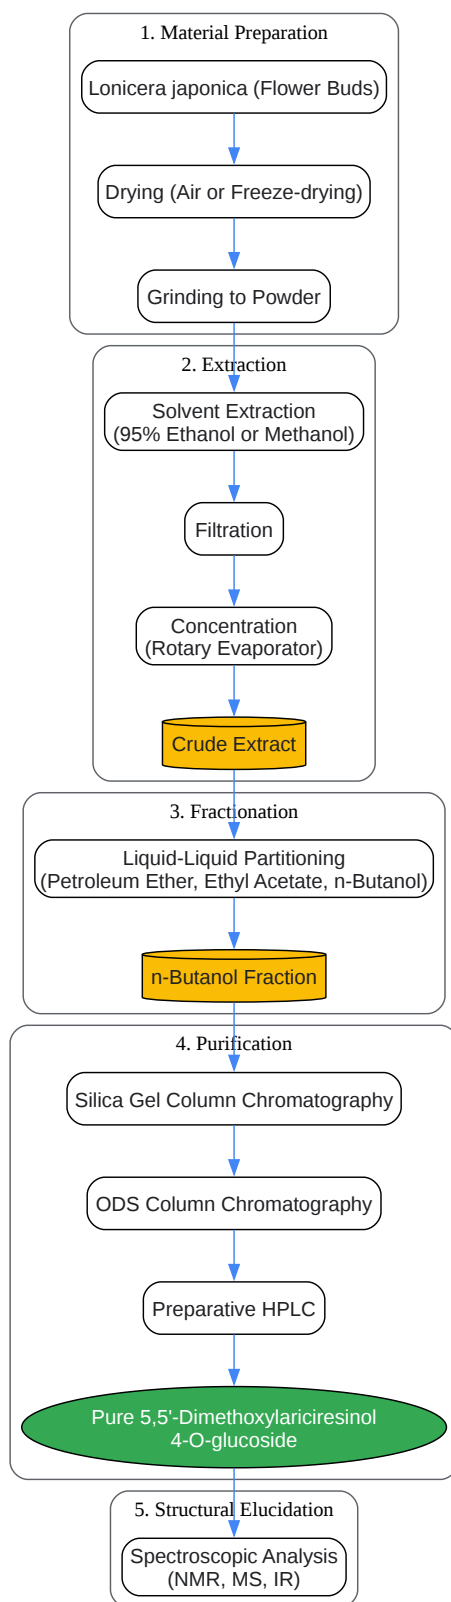 1. Material Preparation
Lonicera japonica (Flower Buds)
Drying (Air or Freeze-drying)
Grinding to Powder
2. Extraction
Solvent Extraction
(95% Ethanol or Methanol)
Filtration
Concentration
(Rotary Evaporator)
Crude Extract
3. Fractionation
Liquid-Liquid Partitioning
(Petroleum Ether, Ethyl Acetate, n-Butanol)
n-Butanol Fraction
4. Purification
Silica Gel Column Chromatography
ODS Column Chromatography
Preparative HPLC
Pure 5,5'-Dimethoxylariciresinol
4-O-glucoside
5. Structural Elucidation
Spectroscopic Analysis
(NMR, MS, IR)